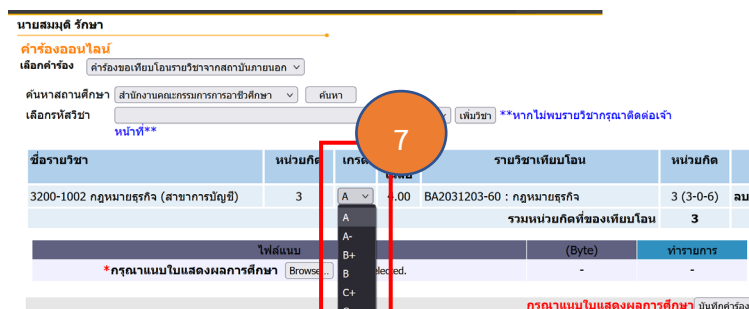 นายสมมุติ รักษา
คำร้องออนไลน์
เลือกคำร้อง คำร้องขอเทียบโอนรายวิชาจากสถาบันภายนอก
ค้นหาสถานศึกษา สำนักงานคณะกรรมการการอาชีวศึกษา ค้นหา
เลือกรหัสวิชา เพิ่มวิชา **หากไม่พบรายวิชากรุณาติดต่อเจ้า
หน้าที่**
7
ชื่อรายวิชา หน่วยกิต เกรด รายวิชาเทียบโอน หน่วยกิต
3200-1002 กฎหมายธุรกิจ (สาขาการบัญชี) 3 A 4.00 BA2031203-60 : กฎหมายธุรกิจ 3 (3-0-6) ลบ
รวมหน่วยกิตที่ของเทียบโอน 3
A
A-
B+
B
C+
ไฟล์แนบ (Byte) ทำรายการ
*กรุณาแนบใบแสดงผลการศึกษา Browse... - -
กรุณาแนบใบแสดงผลการศึกษา บันทึกคำร้อง